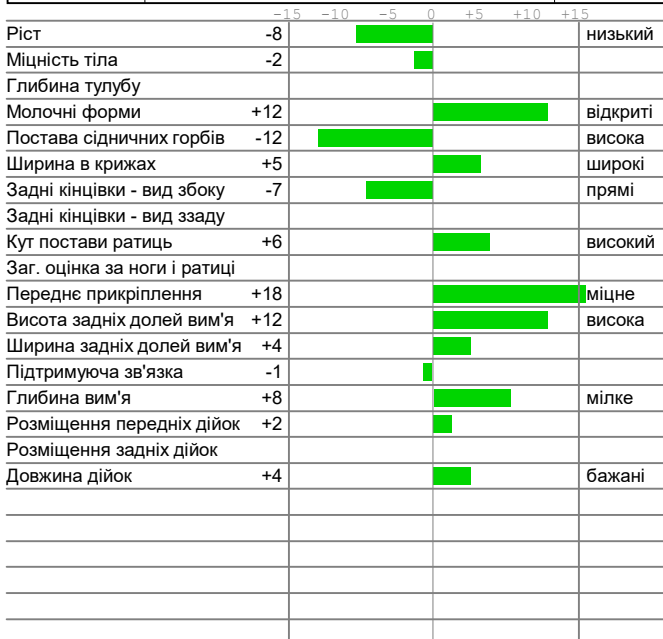 -15 -10 -5 0 +5 +10 +15
Ріст -8 низький
Міцність тіла -2
Глибина тулубу
Молочні форми +12 відкриті
Постава сідничних горбів -12 висока
Ширина в крижах +5 широкі
Задні кінцівки - вид збоку -7 прямі
Задні кінцівки - вид ззаду
Кут постави ратиць +6 високий
Заг. оцінка за ноги і ратиці
Переднє прикріплення +18 міцне
Висота задніх долей вим'я +12 висока
Ширина задніх долей вим'я +4
Підтримуюча зв'язка -1
Глибина вим'я +8 мілке
Розміщення передніх дійок +2
Розміщення задніх дійок
Довжина дійок +4 бажані